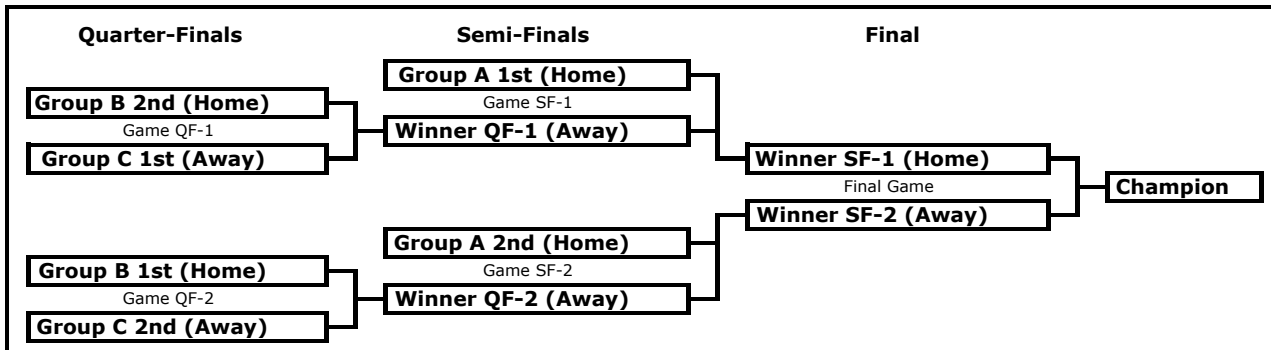 Quarter-Finals
Semi-Finals
Final
Group A 1st (Home)
Game SF-1
Winner QF-1 (Away)
Group B 2nd (Home)
Game QF-1
Group C 1st (Away)
Winner SF-1 (Home)
Final Game
Winner SF-2 (Away)
Champion
Group A 2nd (Home)
Game SF-2
Winner QF-2 (Away)
Group B 1st (Home)
Game QF-2
Group C 2nd (Away)